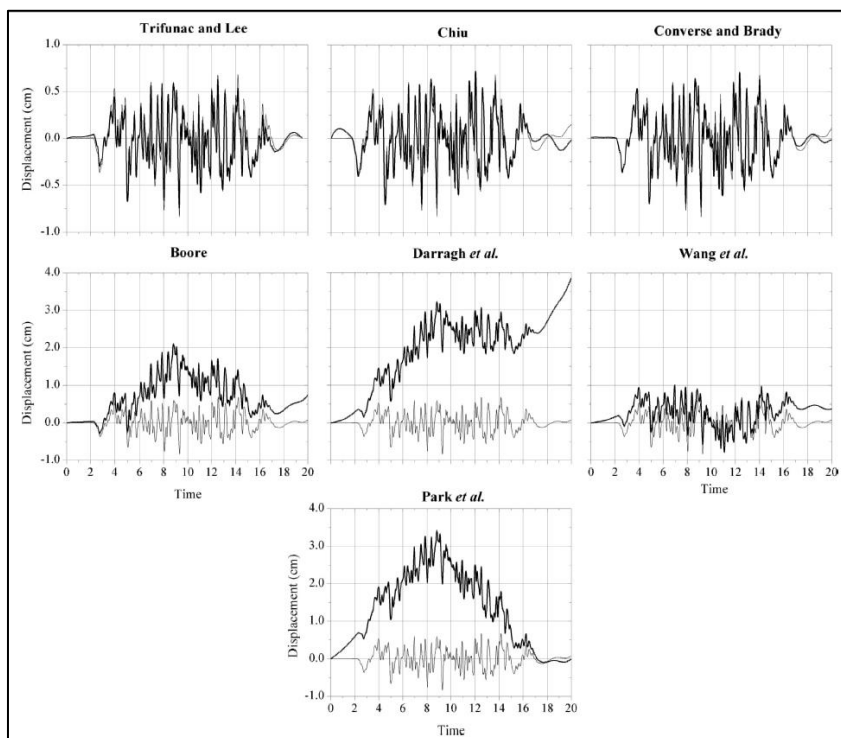 Trifunac and Lee
Chiu
Converse and Brady
Displacement (cm)
1.0
0.5
0.0
-0.5
-1.0
Boore
Darragh et al.
Wang et al.
Displacement (cm)
4.0
3.0
2.0
1.0
0.0
-1.0
0 2 4 6 8 10 12 14 16 18 20
0 2 4 6 8 10 12 14 16 18 20
Time
Time
Park et al.
Displacement (cm)
4.0
3.0
2.0
1.0
0.0
-1.0
0 2 4 6 8 10 12 14 16 18 20
Time